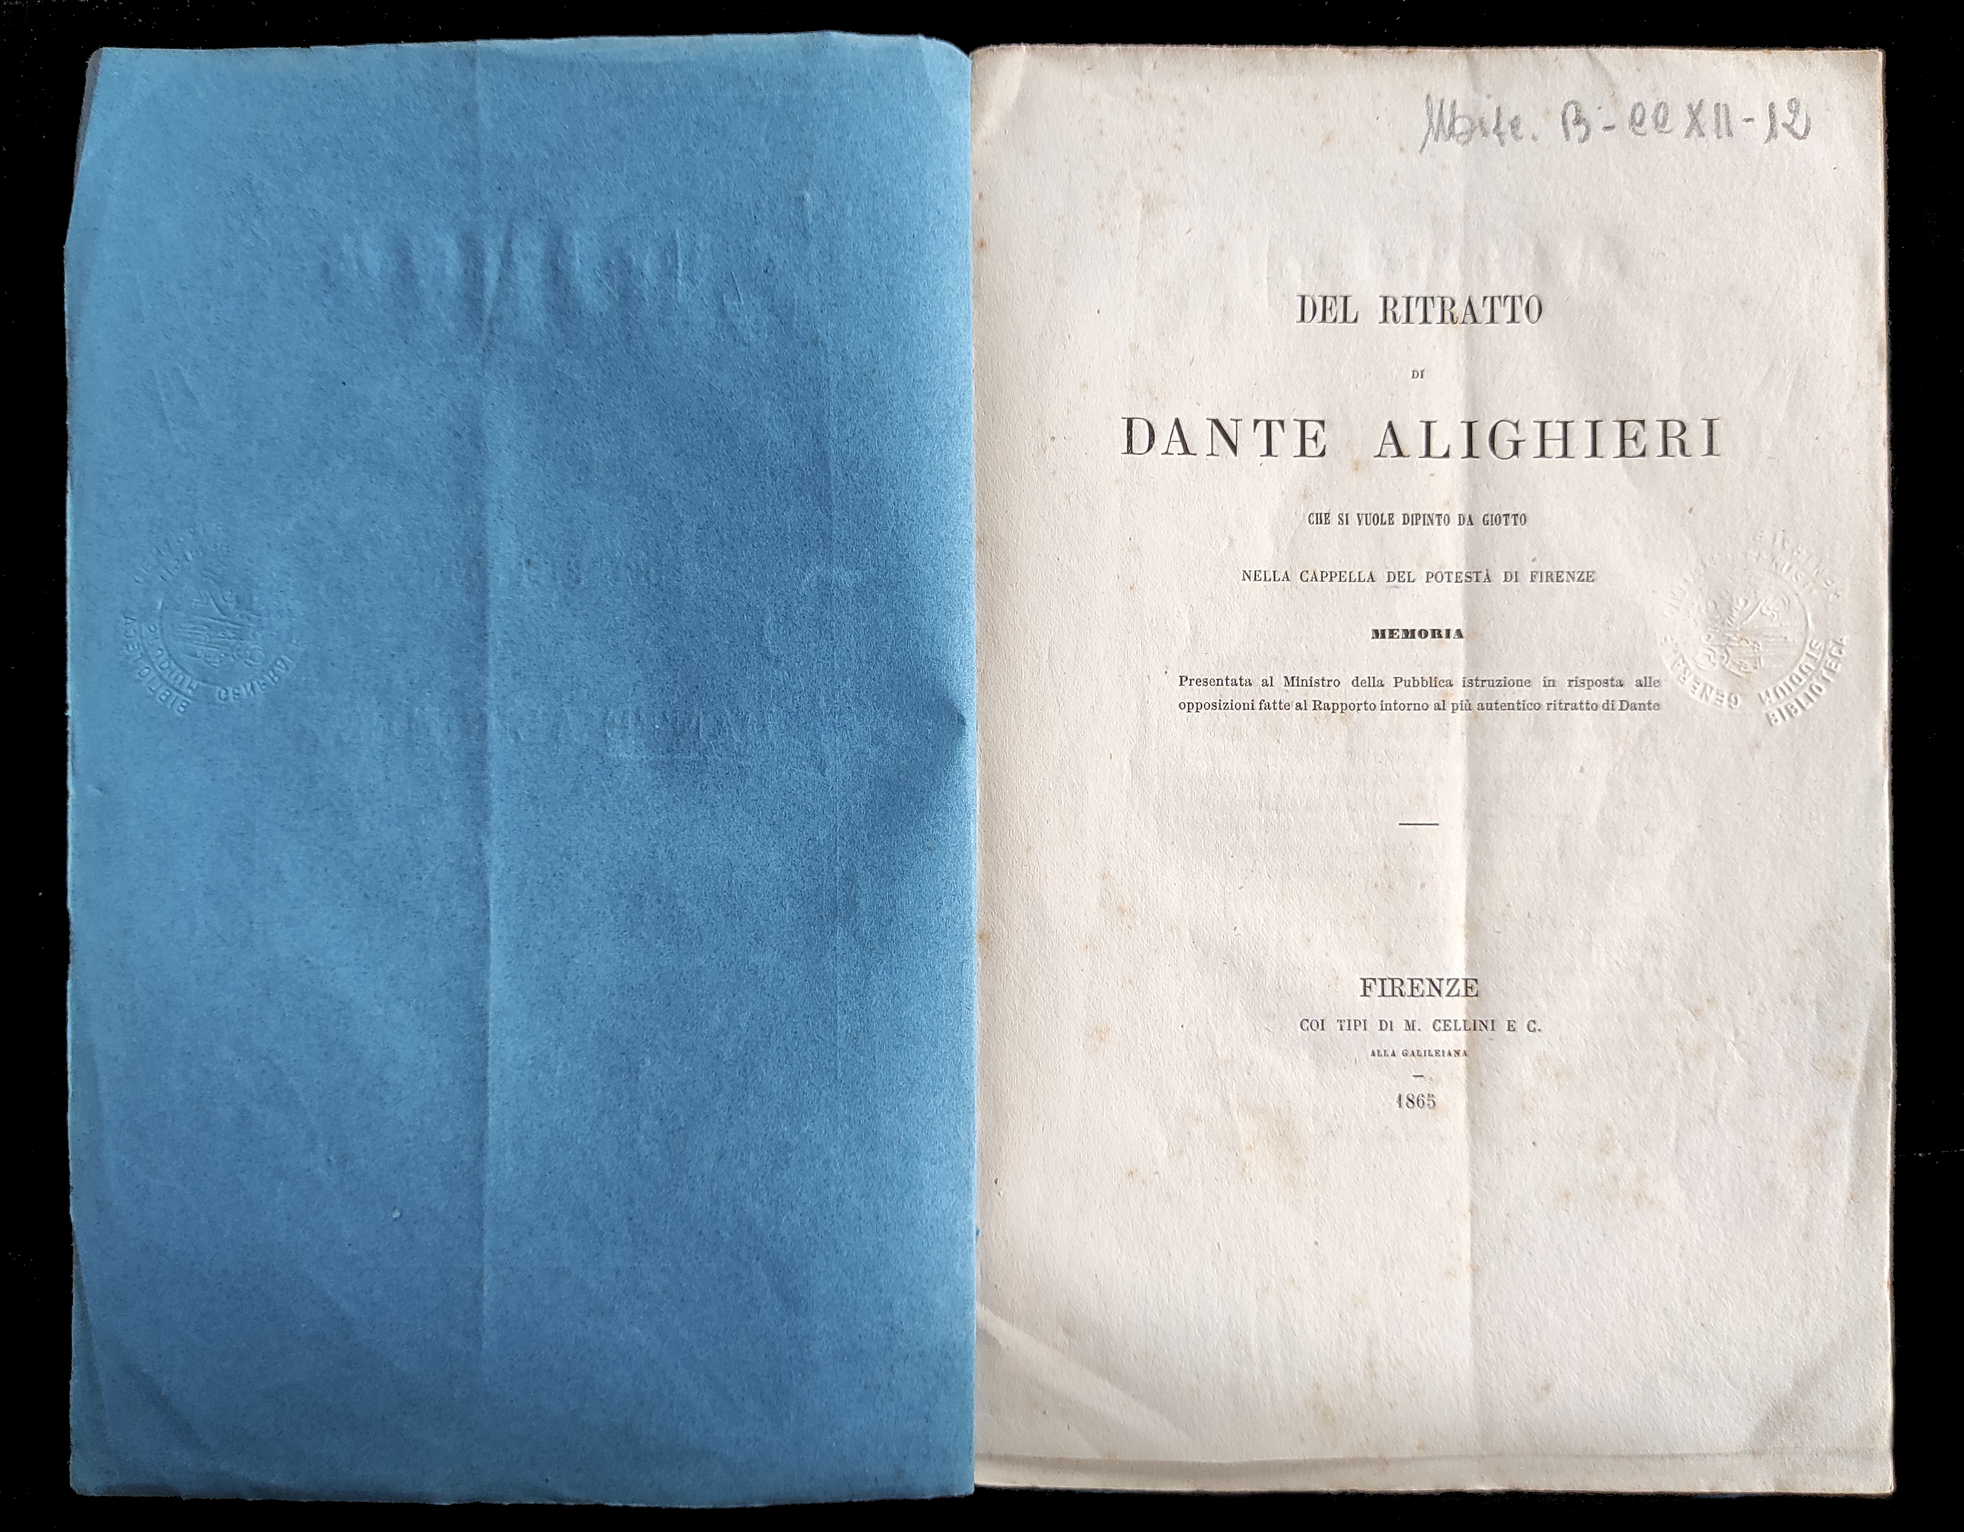 B-CCXII-12
DEL RITRATTO
DI
DANTE ALIGHIERI
CHE SI VUOLE DIPINTO DA GIOTTO
NELLA CAPPELLA DEL POTESTÀ DI FIRENZE
MEMORIA
Presentata al Ministro della Pubblica istruzione in risposta alle
opposizioni fatte al Rapporto intorno al più autentico ritratto di Dante
FIRENZE
COI TIPI DI M. CELLINI E C.
ALLA GALILEIANA
1865
BIBLIOTECA